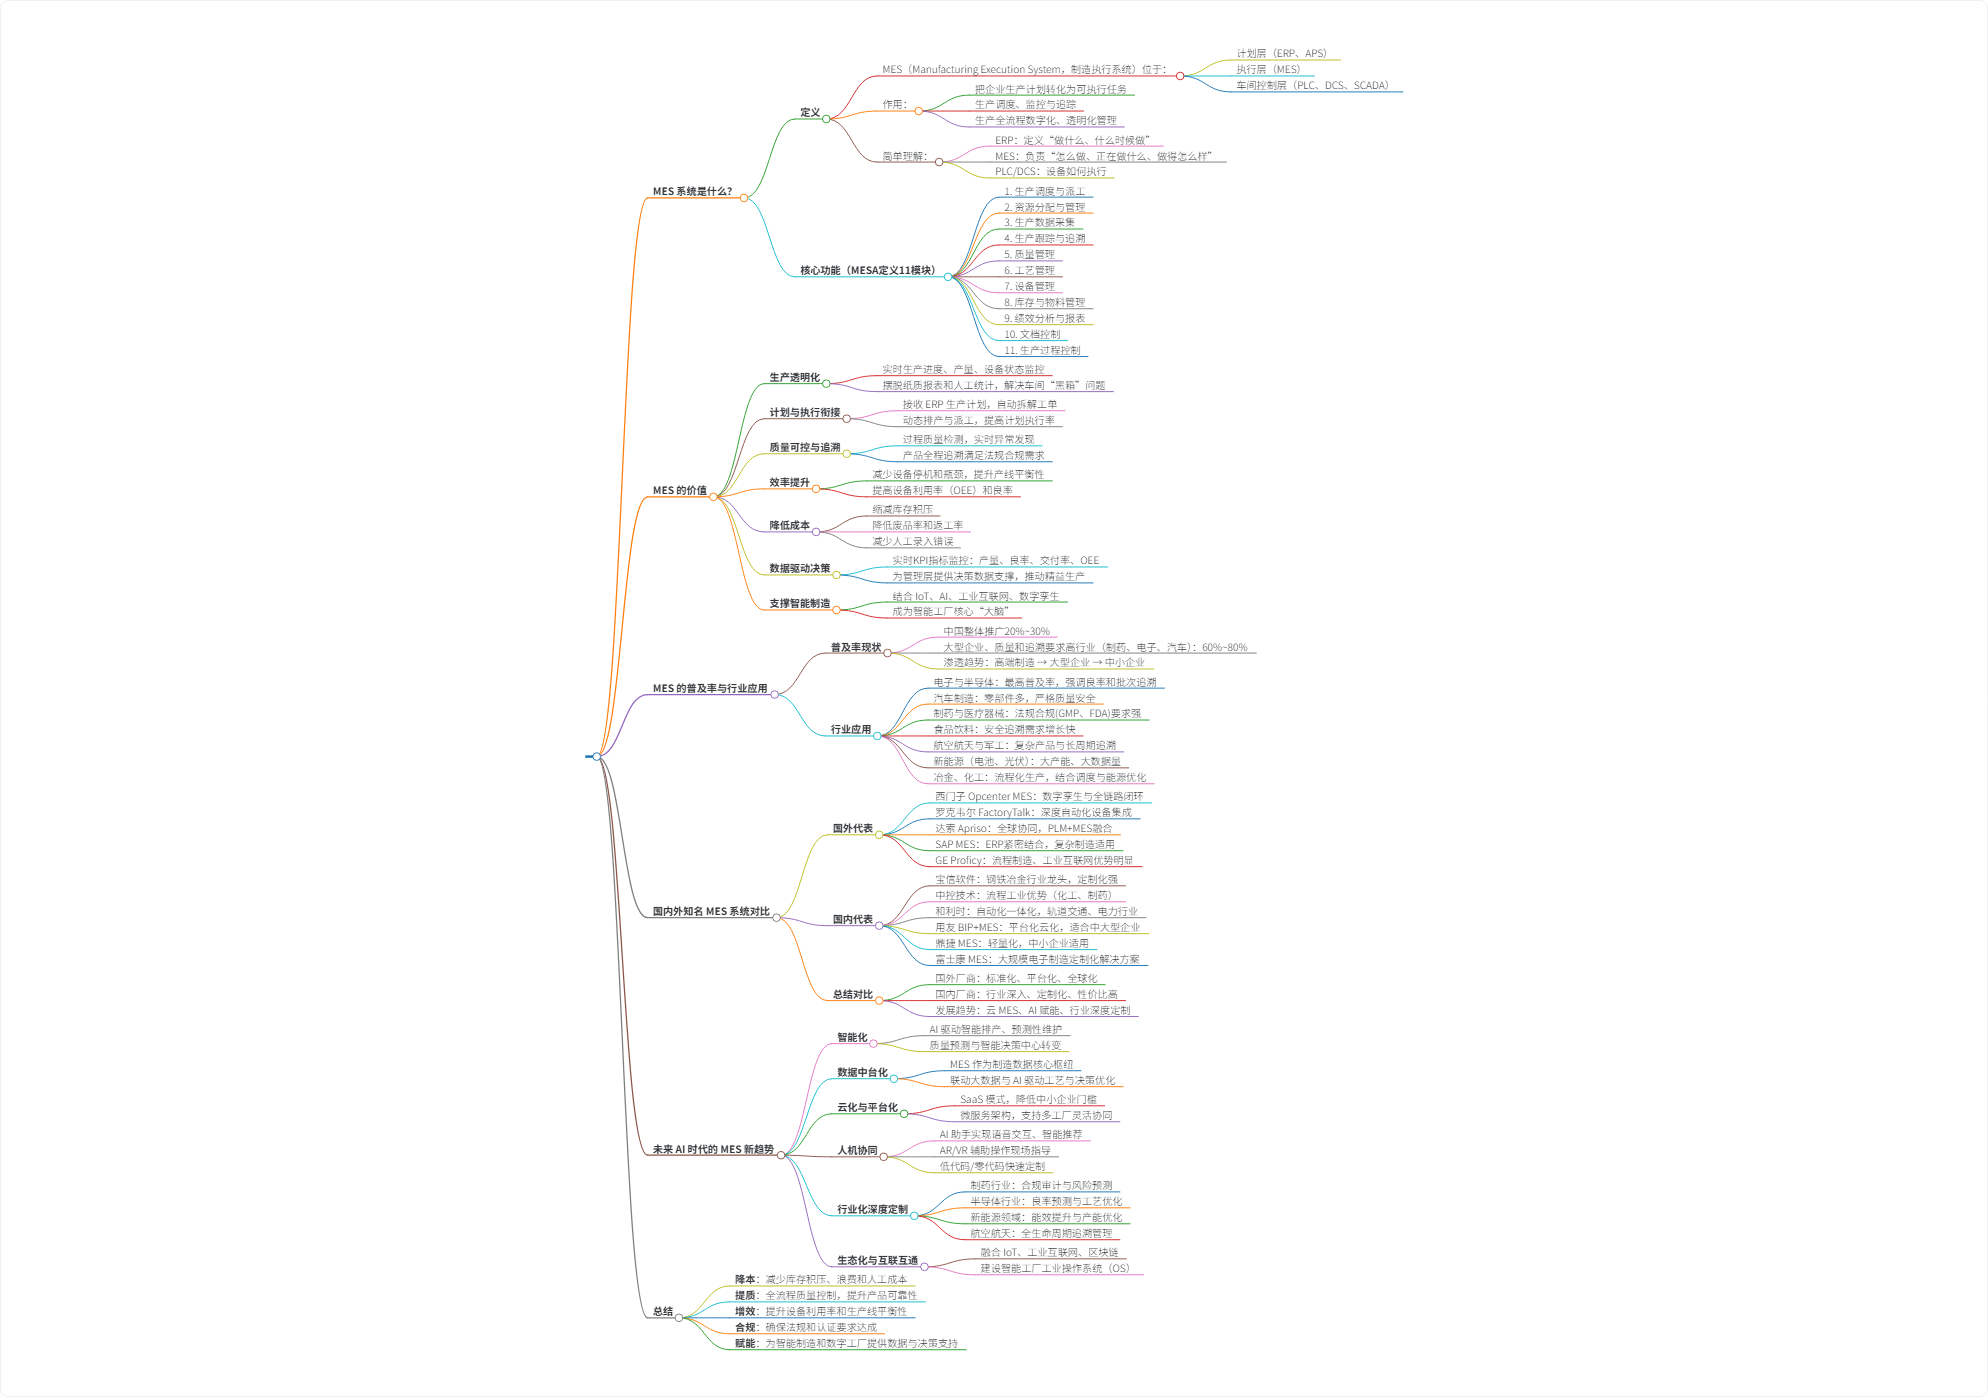 MES 系统是什么？
定义
MES（Manufacturing Execution System，制造执行系统）位于：
计划层（ERP、APS）
执行层（MES）
车间控制层（PLC、DCS、SCADA）
作用：
把企业生产计划转化为可执行任务
生产调度、监控与追踪
生产全流程数字化、透明化管理
简单理解：
ERP：定义“做什么、什么时候做”
MES：负责“怎么做、正在做什么、做得怎么样”
PLC/DCS：设备如何执行
核心功能（MESA定义11模块）
1. 生产调度与派工
2. 资源分配与管理
3. 生产数据采集
4. 生产跟踪与追溯
5. 质量管理
6. 工艺管理
7. 设备管理
8. 库存与物料管理
9. 绩效分析与报表
10. 文档控制
11. 生产过程控制
MES 的价值
生产透明化
实时生产进度、产量、设备状态监控
摆脱纸质报表和人工统计，解决车间“黑箱”问题
计划与执行衔接
接收 ERP 生产计划，自动拆解工单
动态排产与派工，提高计划执行率
质量可控与追溯
过程质量检测，实时异常发现
产品全程追溯满足法规合规需求
效率提升
减少设备停机和瓶颈，提升产线平衡性
提高设备利用率（OEE）和良率
降低成本
缩减库存积压
降低废品率和返工率
减少人工录入错误
数据驱动决策
实时KPI指标监控：产量、良率、交付率、OEE
为管理层提供决策数据支撑，推动精益生产
支撑智能制造
结合 IoT、AI、工业互联网、数字孪生
成为智能工厂核心“大脑”
MES 的普及率与行业应用
普及率现状
中国整体推广20%~30%
大型企业、质量和追溯要求高行业（制药、电子、汽车）：60%~80%
渗透趋势：高端制造 → 大型企业 → 中小企业
行业应用
电子与半导体：最高普及率，强调良率和批次追溯
汽车制造：零部件多，严格质量安全
制药与医疗器械：法规合规(GMP、FDA)要求强
食品饮料：安全追溯需求增长快
航空航天与军工：复杂产品与长周期追溯
新能源（电池、光伏）：大产能、大数据量
冶金、化工：流程化生产，结合调度与能源优化
国内外知名 MES 系统对比
国外代表
西门子 Opcenter MES：数字孪生与全链路闭环
罗克韦尔 FactoryTalk：深度自动化设备集成
达索 Apriso：全球协同，PLM+MES融合
SAP MES：ERP紧密结合，复杂制造适用
GE Proficy：流程制造、工业互联网优势明显
国内代表
宝信软件：钢铁冶金行业龙头，定制化强
中控技术：流程工业优势（化工、制药）
和利时：自动化一体化，轨道交通、电力行业
用友 BIP+MES：平台化云化，适合中大型企业
鼎捷 MES：轻量化，中小企业适用
富士康 MES：大规模电子制造定制化解决方案
总结对比
国外厂商：标准化、平台化、全球化
国内厂商：行业深入、定制化、性价比高
发展趋势：云 MES、AI 赋能、行业深度定制
未来 AI 时代的 MES 新趋势
智能化
AI 驱动智能排产、预测性维护
质量预测与智能决策中心转变
数据中台化
MES 作为制造数据核心枢纽
联动大数据与 AI 驱动工艺与决策优化
云化与平台化
SaaS 模式，降低中小企业门槛
微服务架构，支持多工厂灵活协同
人机协同
AI 助手实现语音交互、智能推荐
AR/VR 辅助操作现场指导
低代码/零代码快速定制
行业化深度定制
制药行业：合规审计与风险预测
半导体行业：良率预测与工艺优化
新能源领域：能效提升与产能优化
航空航天：全生命周期追溯管理
生态化与互联互通
融合 IoT、工业互联网、区块链
建设智能工厂工业操作系统（OS）
总结
降本：减少库存积压、浪费和人工成本
提质：全流程质量控制，提升产品可靠性
增效：提升设备利用率和生产线平衡性
合规：确保法规和认证要求达成
赋能：为智能制造和数字工厂提供数据与决策支持